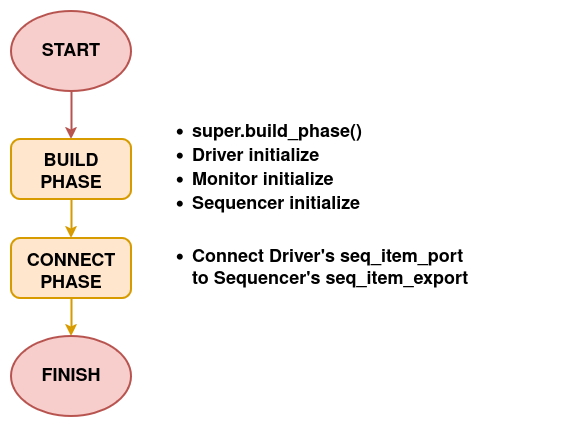 START
• super.build_phase()
• Driver initialize
• Monitor initialize
• Sequencer initialize
BUILD
PHASE
• Connect Driver's seq_item_port
to Sequencer's seq_item_export
CONNECT
PHASE
FINISH